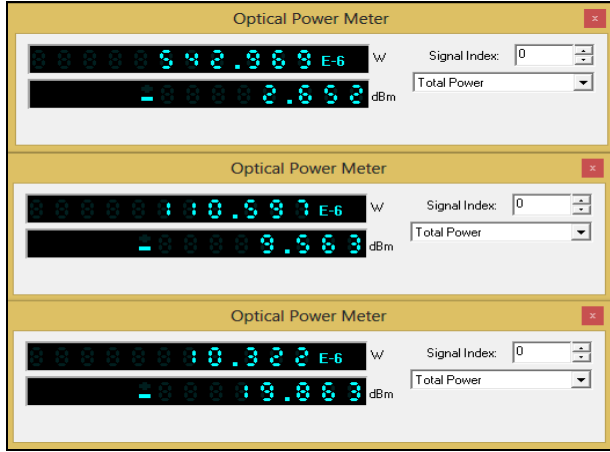 Optical Power Meter x
542.969 E-6 W Signal Index: 0
- 2.652 dBm Total Power
Optical Power Meter x
110.597 E-6 W Signal Index: 0
- 9.563 dBm Total Power
Optical Power Meter x
10.322 E-6 W Signal Index: 0
- 19.863 dBm Total Power